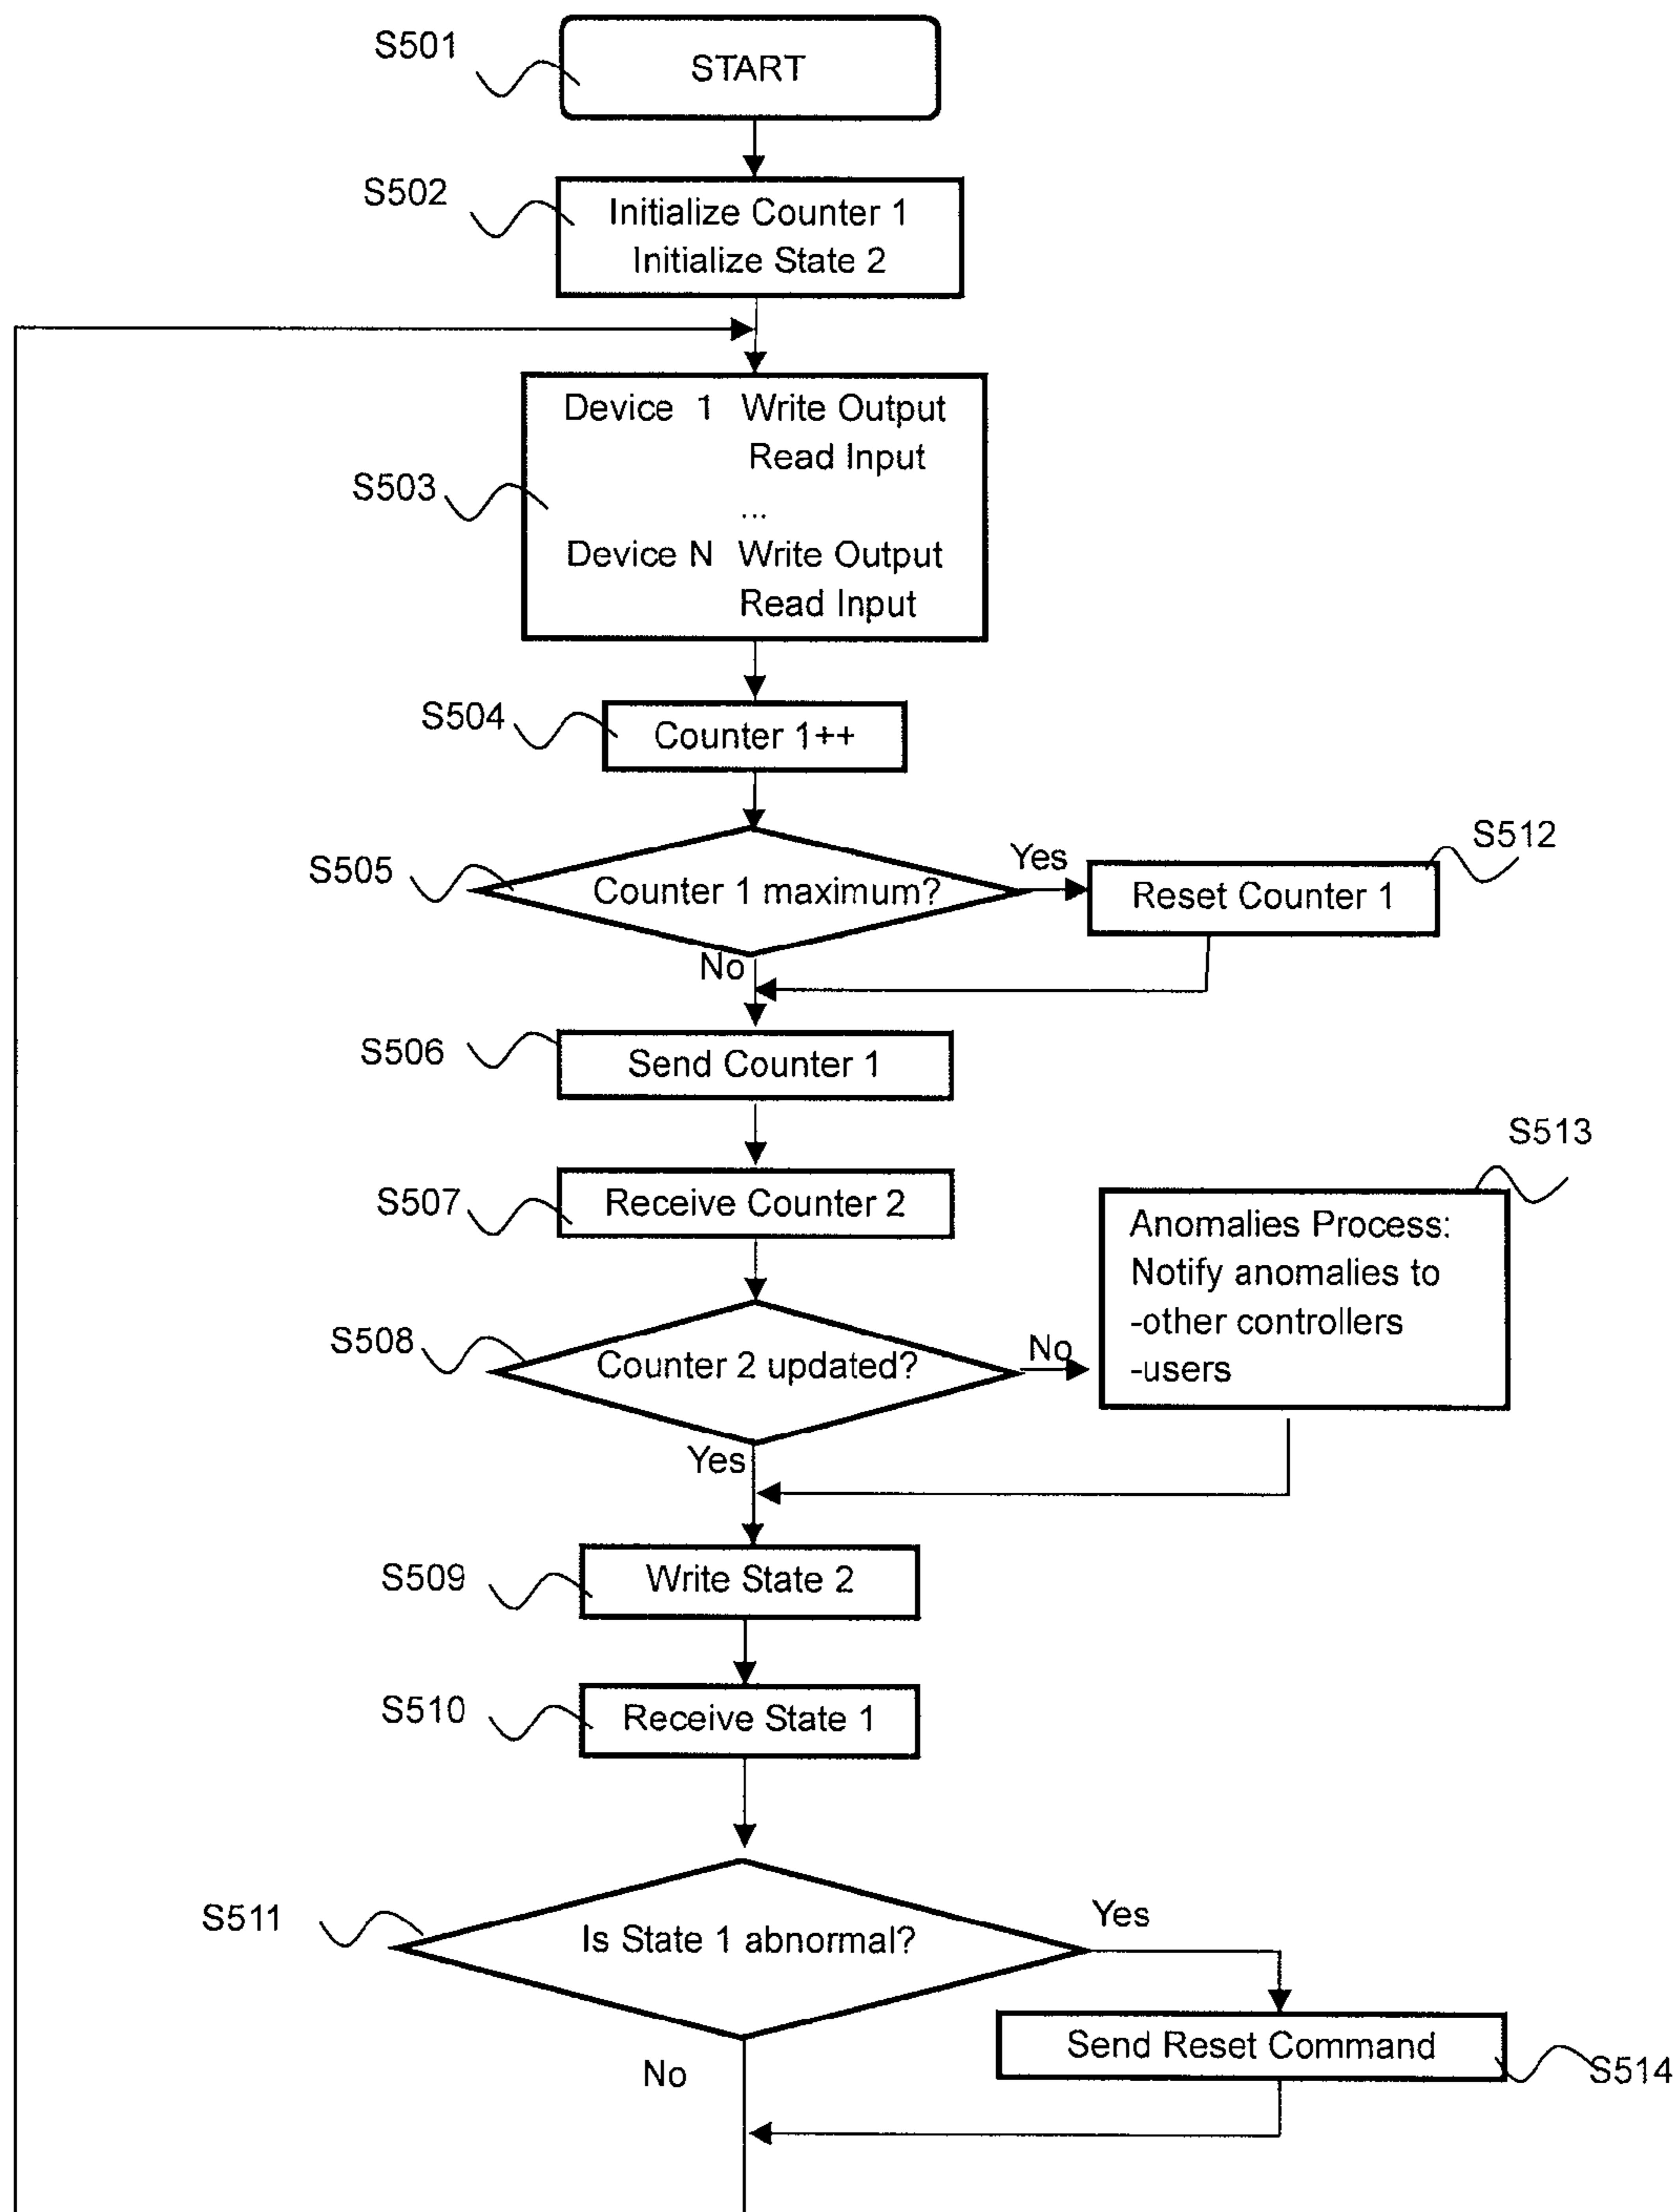 S501
START
S502
Initialize Counter 1
Initialize State 2
Device 1 Write Output
Read Input
S503
...
Device N Write Output
Read Input
S504
Counter 1++
S505
Counter 1 maximum?
Yes
S512
Reset Counter 1
No
S506
Send Counter 1
S507
Receive Counter 2
S513
Anomalies Process:
Notify anomalies to
-other controllers
-users
S508
Counter 2 updated?
No
Yes
S509
Write State 2
S510
Receive State 1
S511
Is State 1 abnormal?
Yes
Send Reset Command
S514
No